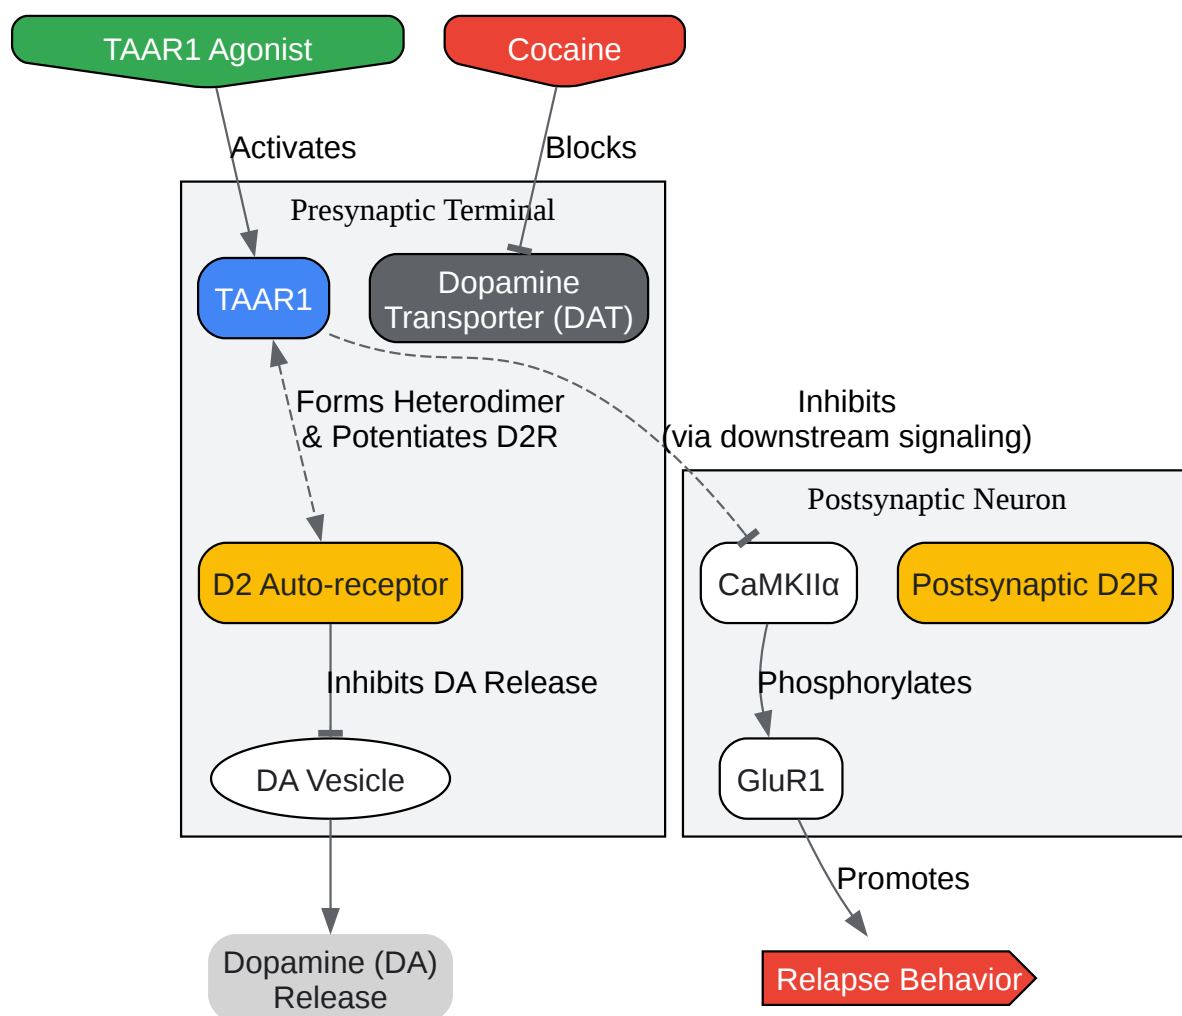 TAAR1 Agonist
Cocaine
Activates
Blocks
Presynaptic Terminal
TAAR1
Dopamine
Transporter (DAT)
Forms Heterodimer
& Potentiates D2R
Inhibits
(via downstream signaling)
Postsynaptic Neuron
D2 Auto-receptor
CaMKIIα
Postsynaptic D2R
Inhibits DA Release
Phosphorylates
DA Vesicle
GluR1
Promotes
Dopamine (DA)
Release
Relapse Behavior